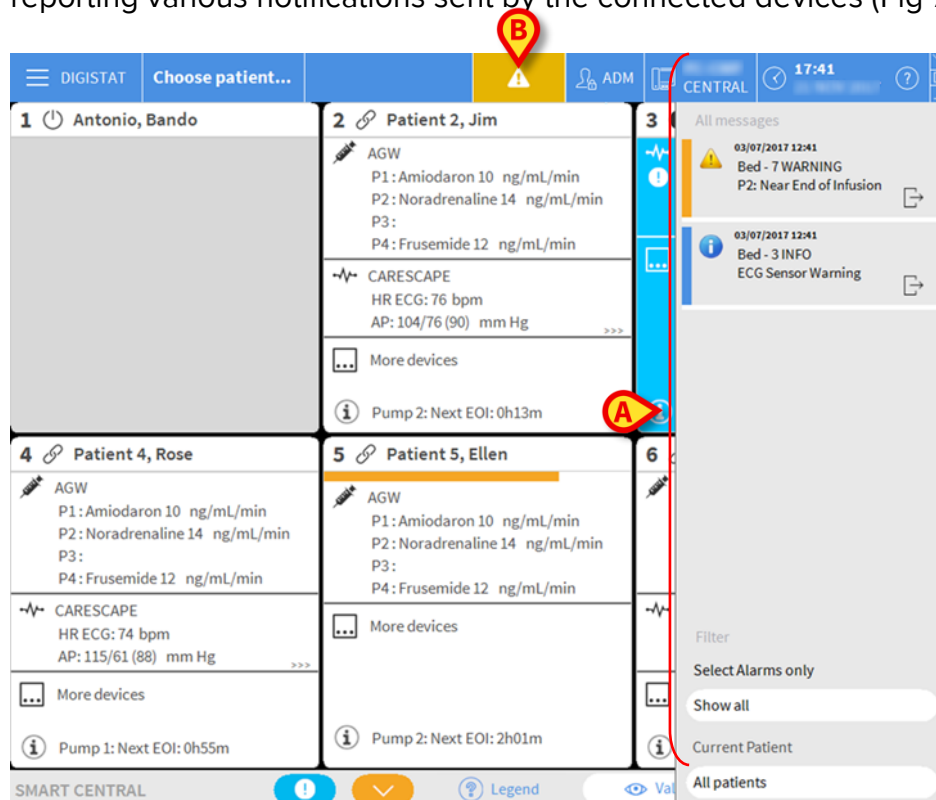 reporting various notifications sent by the connected devices (Fig
B
DIGISTAT Choose patient... ADM CENTRAL 17:41 ?
1 Antonio, Bando
2 Patient 2, Jim
AGW
P1: Amiodaron 10 ng/mL/min
P2: Noradrenaline 14 ng/mL/min
P3:
P4: Frusemide 12 ng/mL/min
CARESCAPE
HR ECG: 76 bpm
AP: 104/76 (90) mm Hg >>>
More devices
Pump 2: Next EOI: 0h13m
3
A
4 Patient 4, Rose
AGW
P1: Amiodaron 10 ng/mL/min
P2: Noradrenaline 14 ng/mL/min
P3:
P4: Frusemide 12 ng/mL/min
CARESCAPE
HR ECG: 74 bpm
AP: 115/61 (88) mm Hg >>>
More devices
Pump 1: Next EOI: 0h55m
5 Patient 5, Ellen
AGW
P1: Amiodaron 10 ng/mL/min
P2: Noradrenaline 14 ng/mL/min
P3:
P4: Frusemide 12 ng/mL/min
More devices
Pump 2: Next EOI: 2h01m
6
All messages
03/07/2017 12:41
Bed - 7 WARNING
P2: Near End of Infusion
03/07/2017 12:41
Bed - 3 INFO
ECG Sensor Warning
Filter
Select Alarms only
Show all
Current Patient
All patients
SMART CENTRAL Legend Val